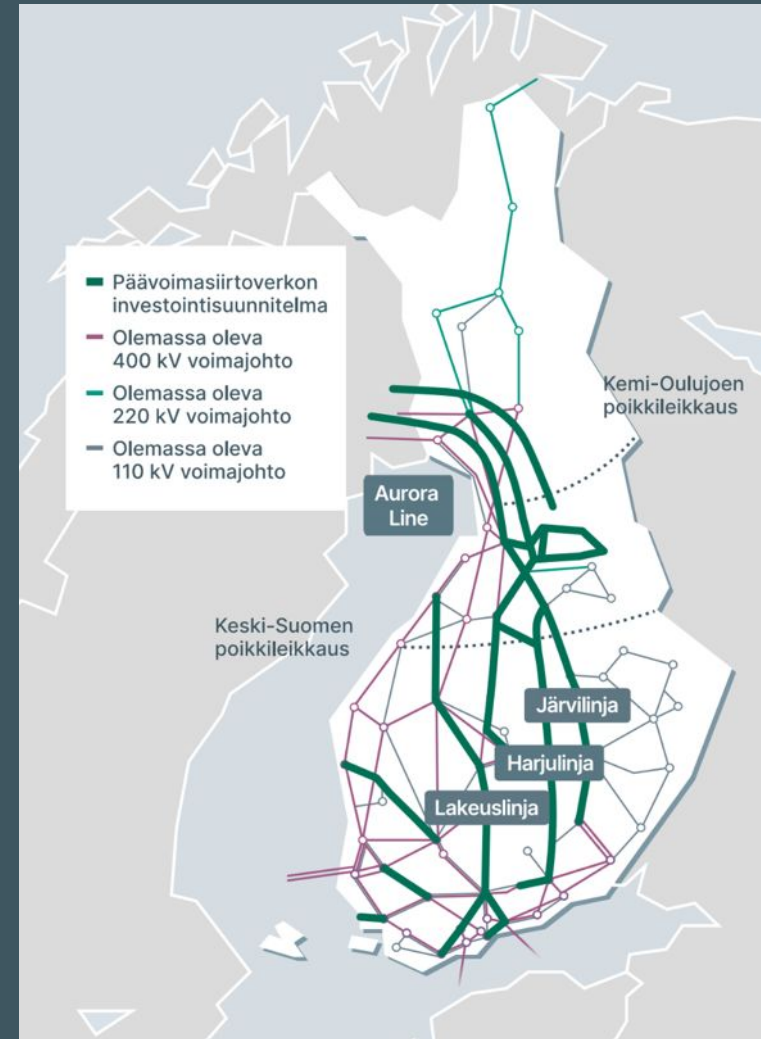 Päävoimasiirtoverkon
investointisuunnitelma
Olemassa oleva
400 kV voimajohto
Olemassa oleva
220 kV voimajohto
Olemassa oleva
110 kV voimajohto
Kemi-Oulujoen
poikkileikkaus
Aurora
Line
Keski-Suomen
poikkileikkaus
Järvilinja
Harjulinja
Lakeuslinja